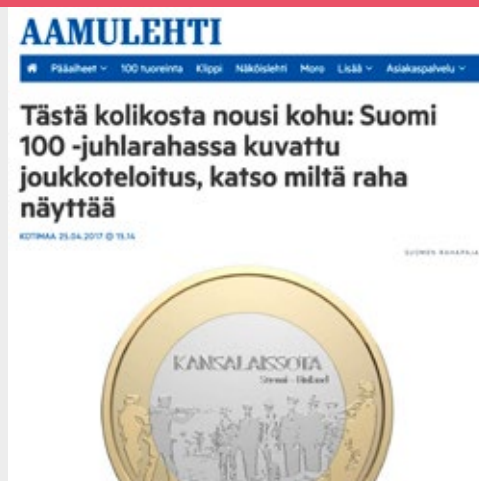 AAMULEHTI
Pääaiheet 100 tuoreinta Klippi Näköislehti Moro Lisää Asiakaspalvelu
Tästä kolikosta nousi kohu: Suomi
100 -juhlarahassa kuvattu
joukkoteloitus, katso miltä raha
näyttää
KOTIMAA 25.04.2017 15.14
SUOMEN RAHAPAJA
KANSALAISSOTA
Suomi - Finland